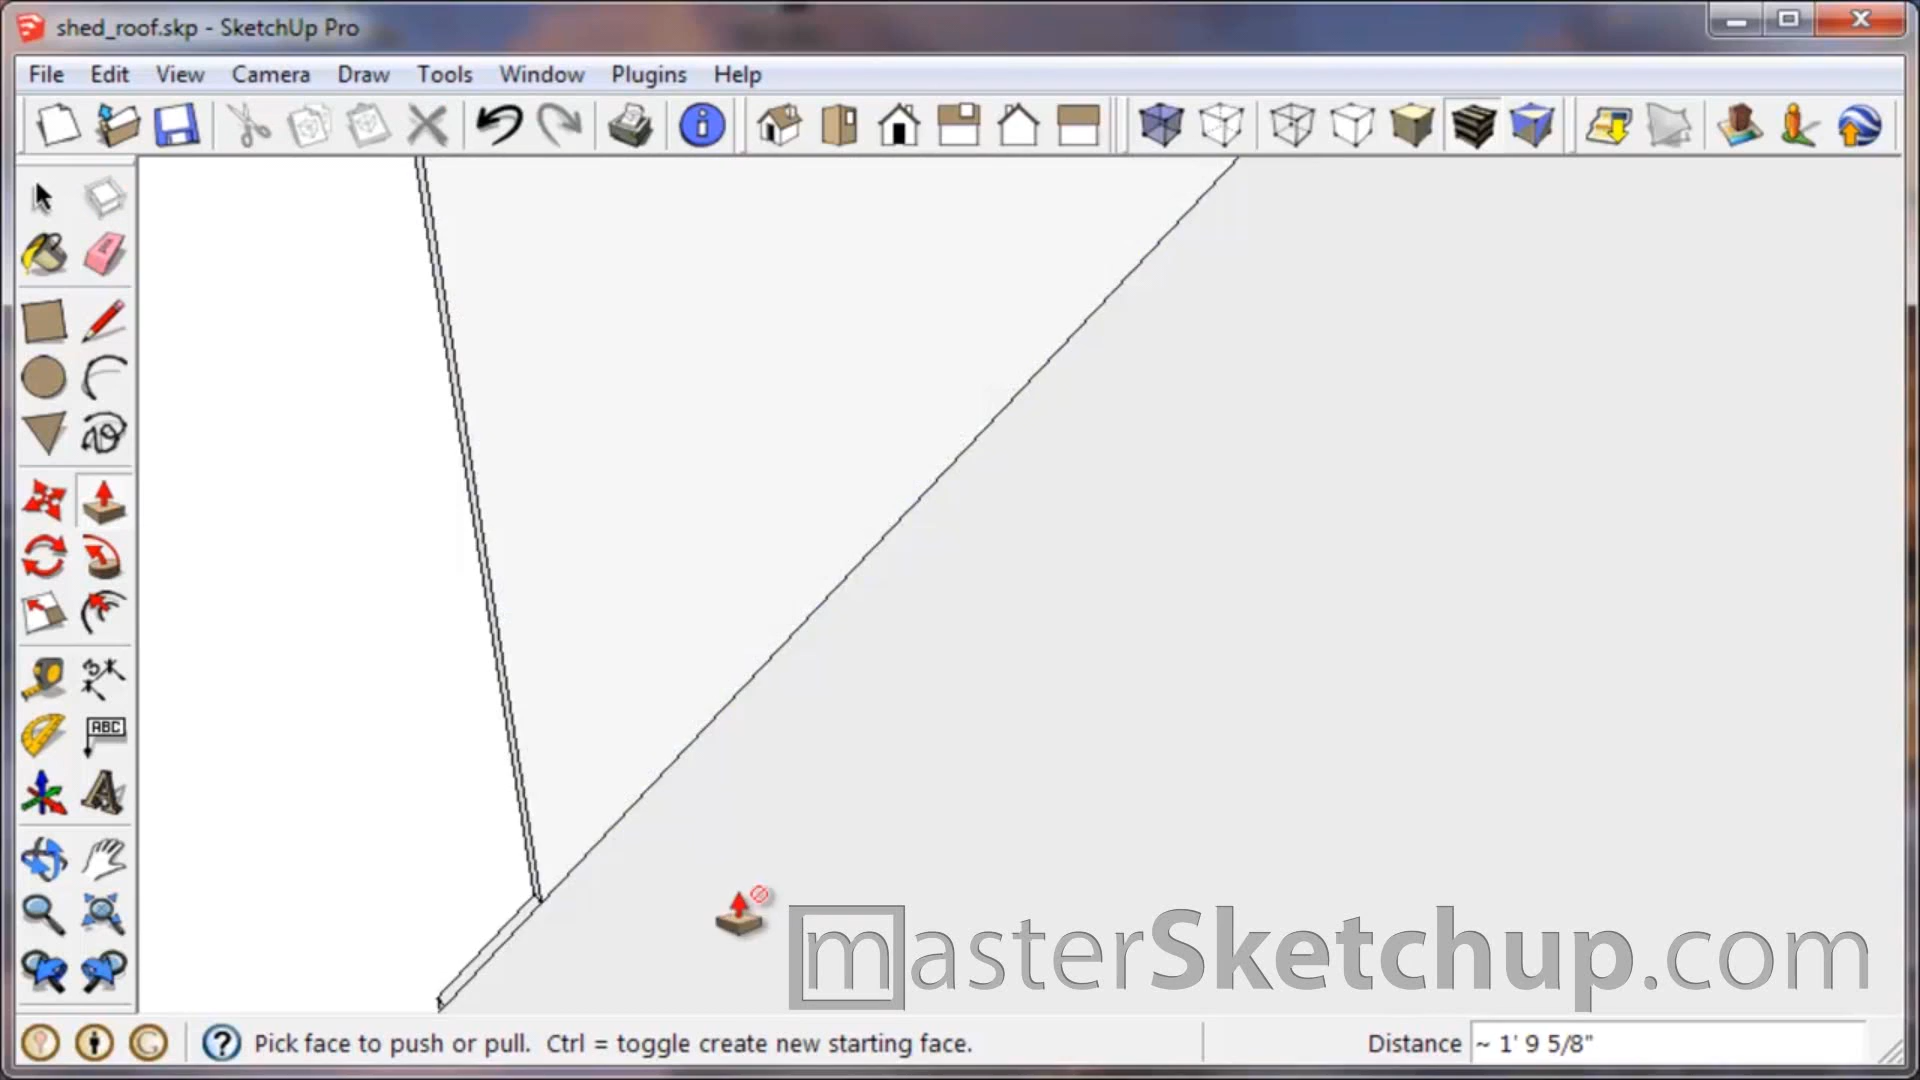 shed_roof.skp - SketchUp Pro
File Edit View Camera Draw Tools Window Plugins Help
ABC
masterSketchup.com
Pick face to push or pull. Ctrl = toggle create new starting face. Distance ~ 1' 9 5/8"